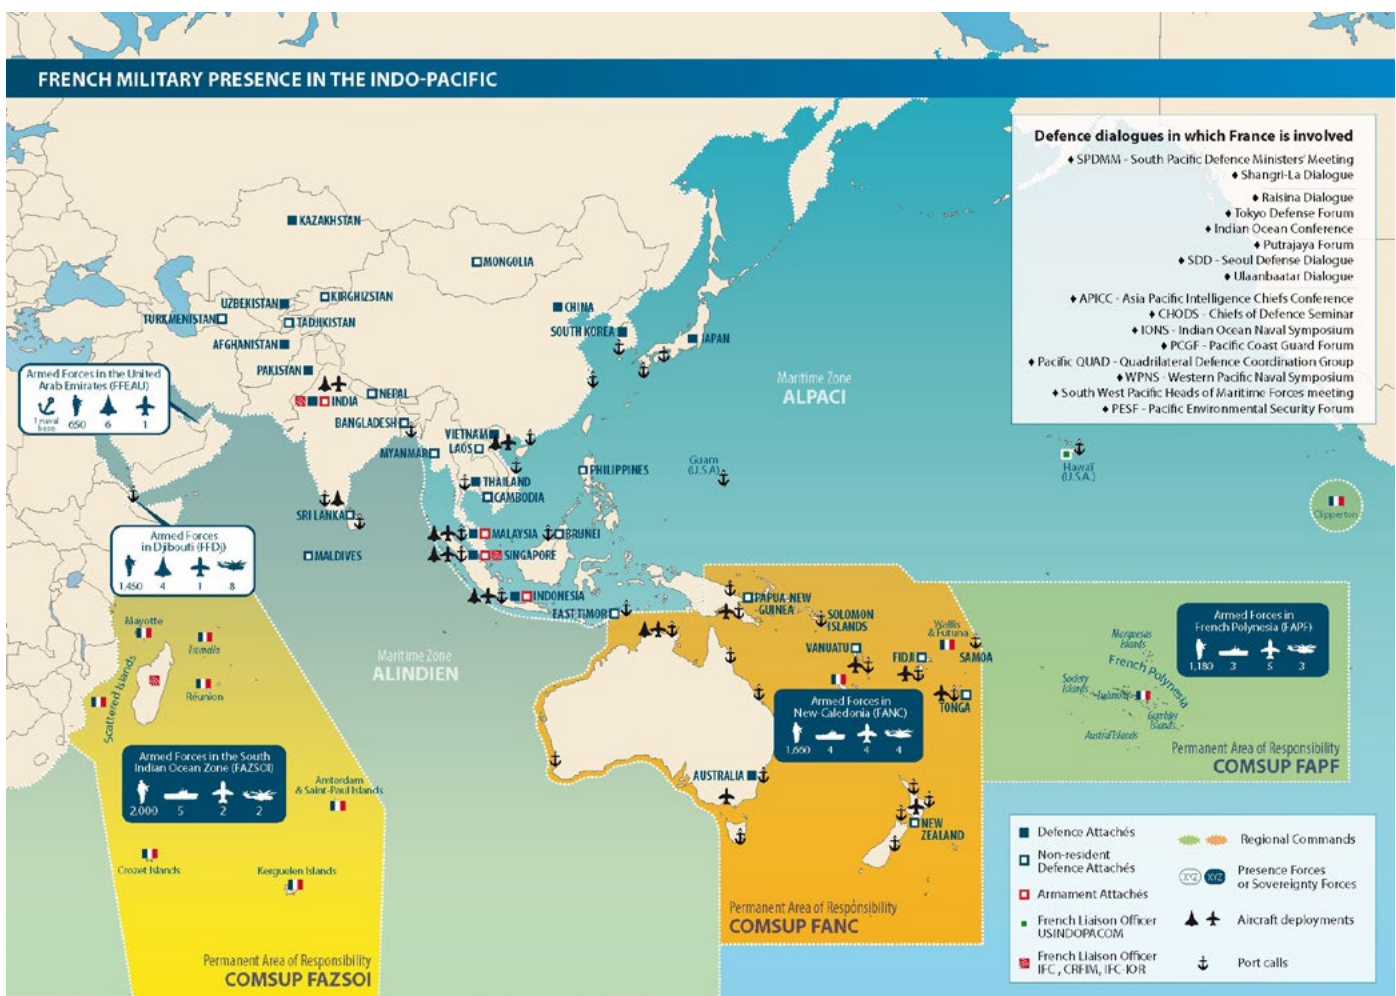 FRENCH MILITARY PRESENCE IN THE INDO-PACIFIC
Defence dialogues in which France is involved
♦ SPDMM - South Pacific Defence Ministers' Meeting
♦ Shangri-La Dialogue
♦ Raisina Dialogue
♦ Tokyo Defense Forum
♦ Indian Ocean Conference
♦ Putrajaya Forum
♦ SDD - Seoul Defense Dialogue
♦ Ulaanbaatar Dialogue
♦ APICC - Asia Pacific Intelligence Chiefs Conference
♦ CHODS - Chiefs of Defence Seminar
♦ IONS - Indian Ocean Naval Symposium
♦ PCGF - Pacific Coast Guard Forum
♦ Pacific QUAD - Quadrilateral Defence Coordination Group
♦ WPNS - Western Pacific Naval Symposium
♦ South West Pacific Heads of Maritime Forces meeting
♦ PESF - Pacific Environmental Security Forum
KAZAKHSTAN
MONGOLIA
UZBEKISTAN
KIRGHIZSTAN
TURKMENISTAN
TADJIKISTAN
AFGHANISTAN
CHINA
SOUTH KOREA
JAPAN
PAKISTAN
Armed Forces in the United
Arab Emirates (FFEAU)
1 naval
base
650
6
1
NEPAL
INDIA
BANGLADESH
MYANMAR
VIETNAM
LAOS
THAILAND
CAMBODIA
PHILIPPINES
Maritime Zone
ALPACI
Guam
(U.S.A)
Hawaï
(U.S.A.)
Clipperton
SRI LANKA
MALDIVES
MALAYSIA
BRUNEI
SINGAPORE
INDONESIA
EAST TIMOR
Armed Forces
in Djibouti (FFDj)
1,450
4
1
8
PAPUA-NEW
-GUINEA
SOLOMON
ISLANDS
VANUATU
FIDJI
Wallis
& Futuna
SAMOA
TONGA
Mayotte
Tromelin
Réunion
Scattered Islands
Maritime Zone
ALINDIEN
Armed Forces in
French Polynesia (FAPF)
1,180
3
5
3
Marquesas
Islands
French Polynesia
Society
Islands
Gambier
Islands
Austral Islands
Permanent Area of Responsibility
COMSUP FAPF
Armed Forces in
New-Caledonia (FANC)
1,660
4
4
4
Armed Forces in the South
Indian Ocean Zone (FAZSOI)
2,000
5
2
2
Amterdam
& Saint-Paul Islands
Crozet Islands
Kerguelen Islands
AUSTRALIA
NEW
ZEALAND
Permanent Area of Responsibility
COMSUP FANC
Permanent Area of Responsibility
COMSUP FAZSOI
Defence Attachés
Non-resident
Defence Attachés
Armament Attachés
French Liaison Officer
USINDOPACOM
French Liaison Officer
IFC, CRFIM, IFC-IOR
Regional Commands
XYZ
XYZ
Presence Forces
or Sovereignty Forces
Aircraft deployments
Port calls